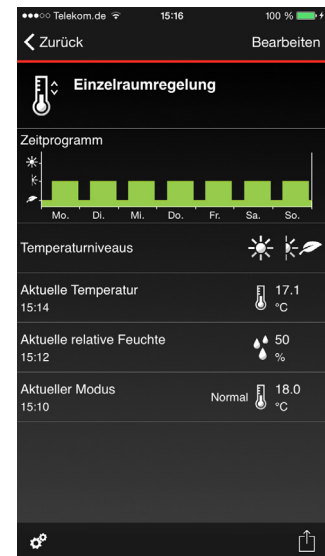 Telekom.de 15:16 100 %
Zurück Bearbeiten
Einzelraumregelung
Zeitprogramm
Mo. Di. Mi. Do. Fr. Sa. So.
Temperaturniveaus
Aktuelle Temperatur 17.1
15:14 °C
Aktuelle relative Feuchte 50
15:12 %
Aktueller Modus Normal 18.0
15:10 °C